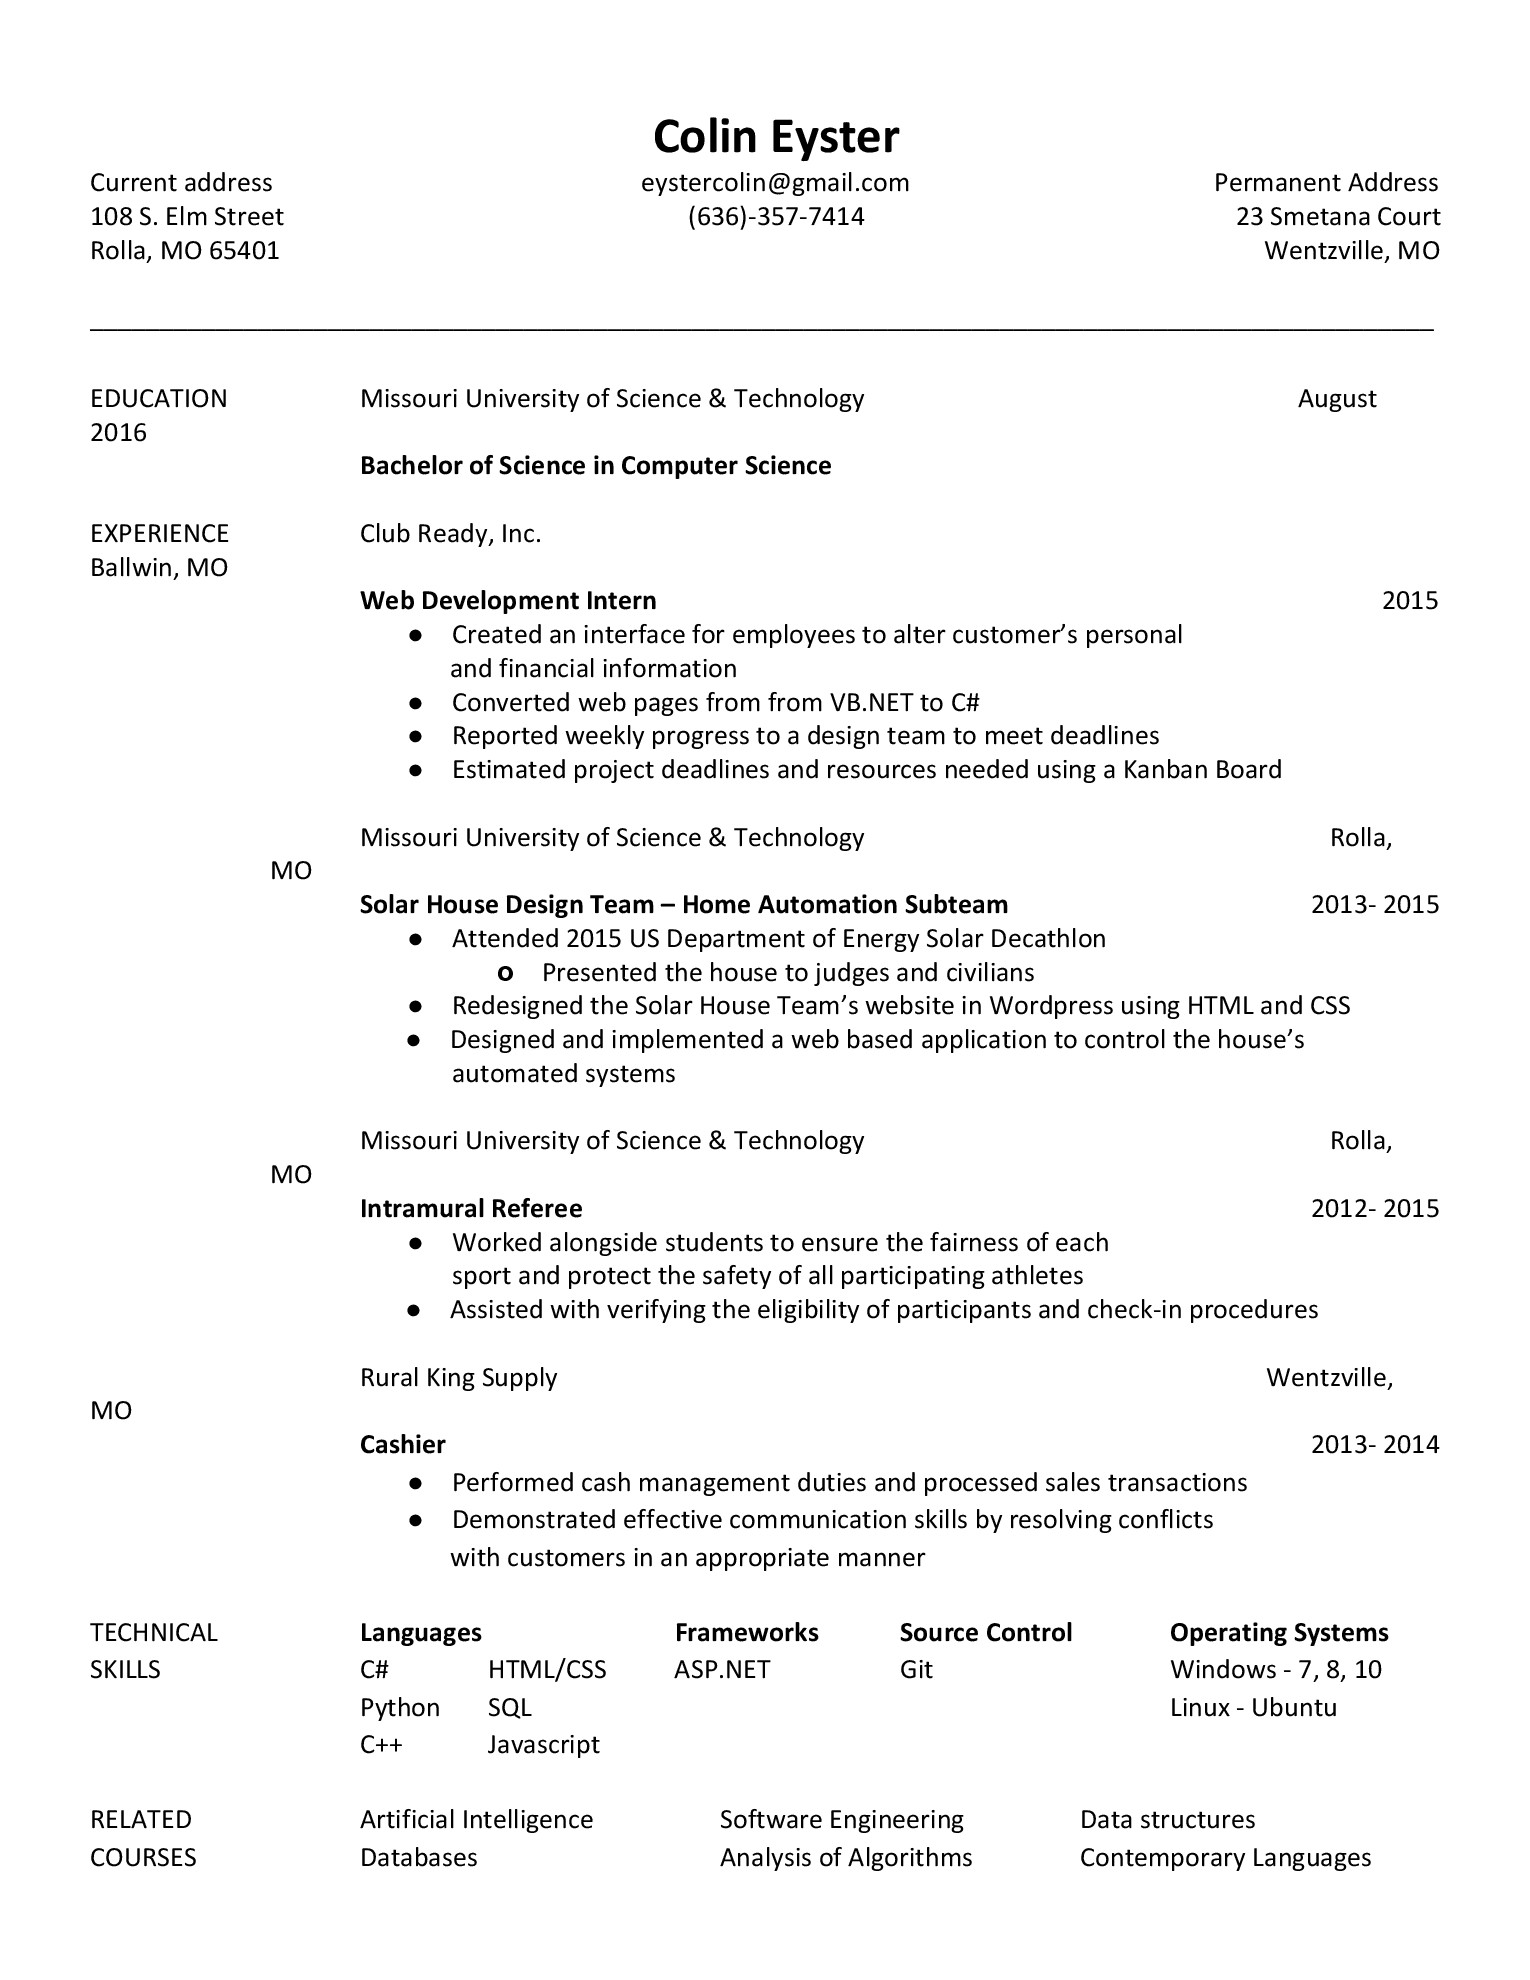 Colin Eyster
Current address eystercolin@gmail.com Permanent Address
108 S. Elm Street (636)-357-7414 23 Smetana Court
Rolla, MO 65401 Wentzville, MO
EDUCATION Missouri University of Science & Technology August
2016
Bachelor of Science in Computer Science
EXPERIENCE Club Ready, Inc.
Ballwin, MO
Web Development Intern 2015
● Created an interface for employees to alter customer’s personal
and financial information
● Converted web pages from from VB.NET to C#
● Reported weekly progress to a design team to meet deadlines
● Estimated project deadlines and resources needed using a Kanban Board
Missouri University of Science & Technology Rolla,
MO
Solar House Design Team – Home Automation Subteam 2013- 2015
● Attended 2015 US Department of Energy Solar Decathlon
o Presented the house to judges and civilians
● Redesigned the Solar House Team’s website in Wordpress using HTML and CSS
● Designed and implemented a web based application to control the house’s
automated systems
Missouri University of Science & Technology Rolla,
MO
Intramural Referee 2012- 2015
● Worked alongside students to ensure the fairness of each
sport and protect the safety of all participating athletes
● Assisted with verifying the eligibility of participants and check-in procedures
Rural King Supply Wentzville,
MO
Cashier 2013- 2014
● Performed cash management duties and processed sales transactions
● Demonstrated effective communication skills by resolving conflicts
with customers in an appropriate manner
TECHNICAL Languages Frameworks Source Control Operating Systems
SKILLS C# HTML/CSS ASP.NET Git Windows - 7, 8, 10
Python SQL Linux - Ubuntu
C++ Javascript
RELATED Artificial Intelligence Software Engineering Data structures
COURSES Databases Analysis of Algorithms Contemporary Languages